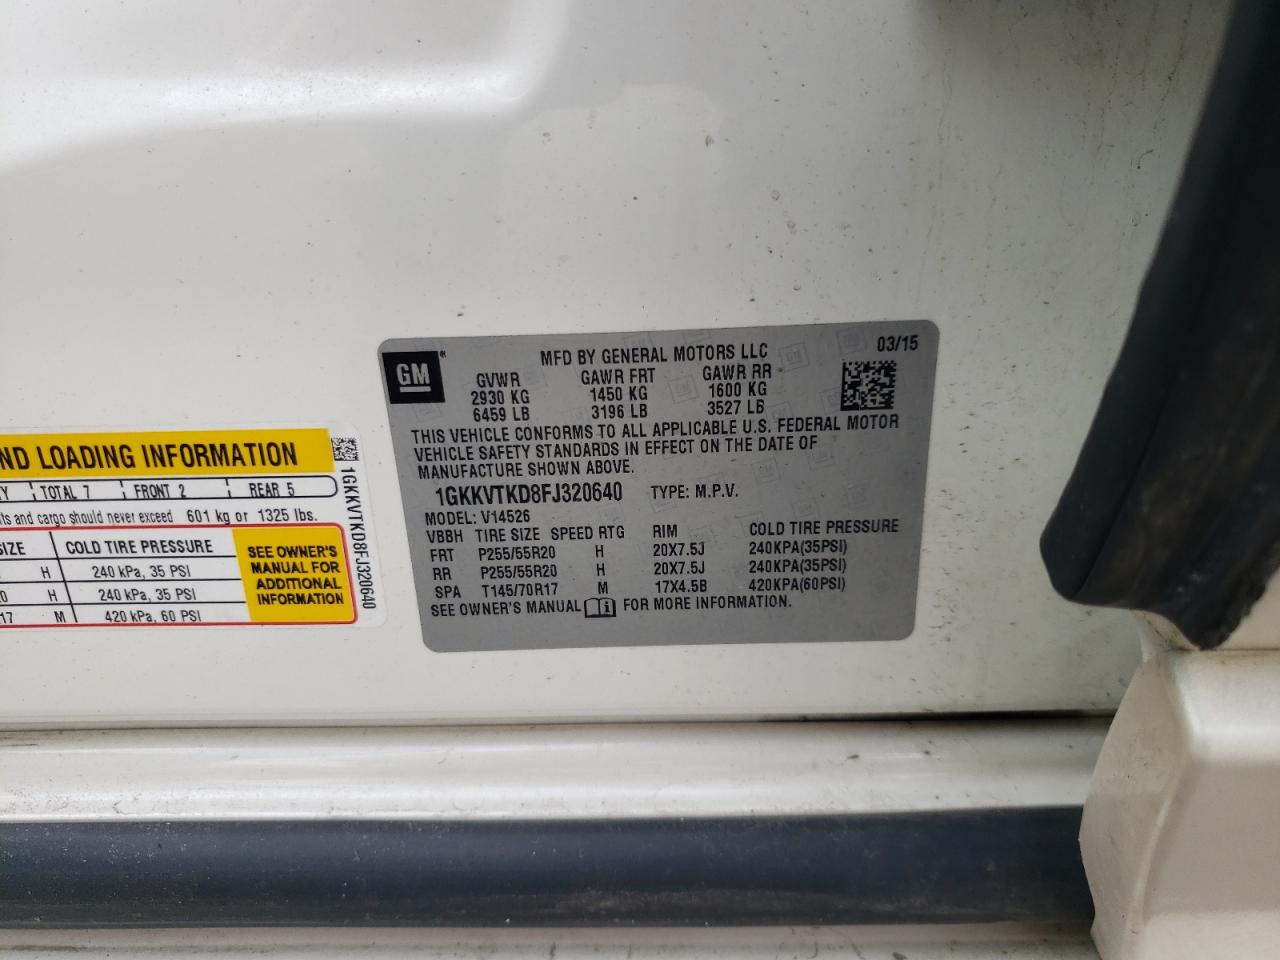 GM
®
MFD BY GENERAL MOTORS LLC
03/15
GVWR GAWR FRT GAWR RR
2930 KG 1450 KG 1600 KG
6459 LB 3196 LB 3527 LB
THIS VEHICLE CONFORMS TO ALL APPLICABLE U.S. FEDERAL MOTOR
VEHICLE SAFETY STANDARDS IN EFFECT ON THE DATE OF
MANUFACTURE SHOWN ABOVE.
1GKKVTKD8FJ320640 TYPE: M.P.V.
MODEL: V14526
VBBH TIRE SIZE SPEED RTG RIM COLD TIRE PRESSURE
FRT P255/55R20 H 20X7.5J 240KPA(35PSI)
RR P255/55R20 H 20X7.5J 240KPA(35PSI)
SPA T145/70R17 M 17X4.5B 420KPA(60PSI)
SEE OWNER'S MANUAL FOR MORE INFORMATION.
LOADING INFORMATION
TOTAL 7 FRONT 2 REAR 5
and cargo should never exceed 601 kg or 1325 lbs.
COLD TIRE PRESSURE
H 240 kPa, 35 PSI
H 240 kPa, 35 PSI
17 M 420 kPa, 60 PSI
SEE OWNER'S
MANUAL FOR
ADDITIONAL
INFORMATION
1GKKVTKD8FJ320640